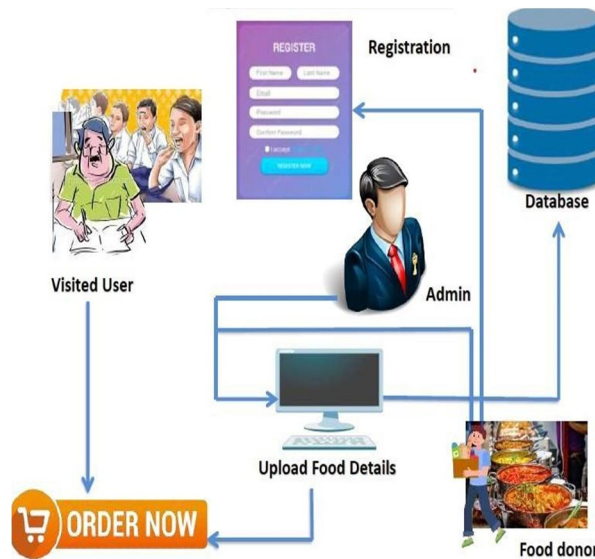 REGISTER
Registration
First Name Last Name
Email
Password
Confirm Password
I accept
REGISTER NOW
Database
Visited User
Admin
Upload Food Details
ORDER NOW
Food donor